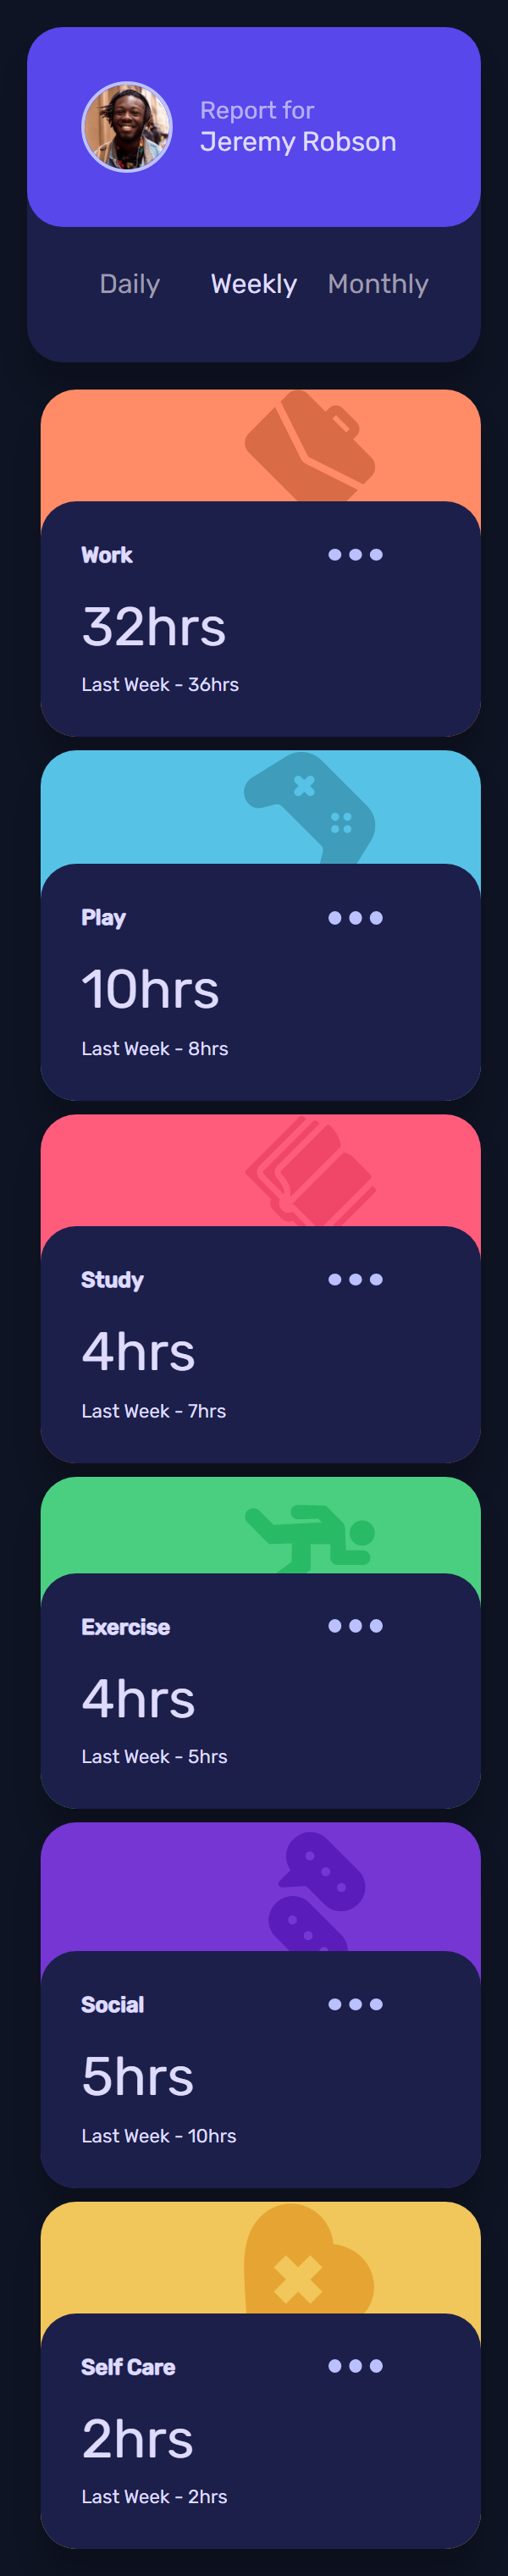 Report for
Jeremy Robson
Daily Weekly Monthly
Work
32hrs
Last Week - 36hrs
Play
10hrs
Last Week - 8hrs
Study
4hrs
Last Week - 7hrs
Exercise
4hrs
Last Week - 5hrs
Social
5hrs
Last Week - 10hrs
Self Care
2hrs
Last Week - 2hrs